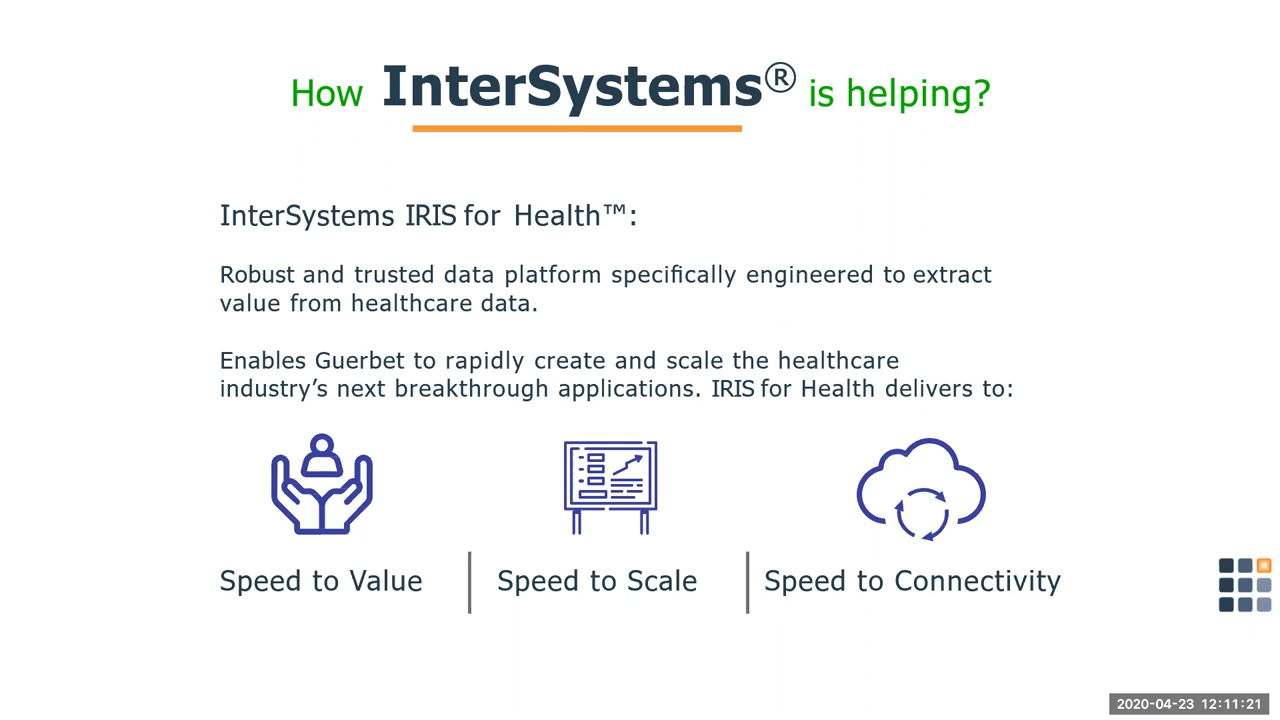 How InterSystems® is helping?
InterSystems IRIS for Health™:
Robust and trusted data platform specifically engineered to extract
value from healthcare data.
Enables Guerbet to rapidly create and scale the healthcare
industry’s next breakthrough applications. IRIS for Health delivers to:
Speed to Value
Speed to Scale
Speed to Connectivity
2020-04-23 12:11:21